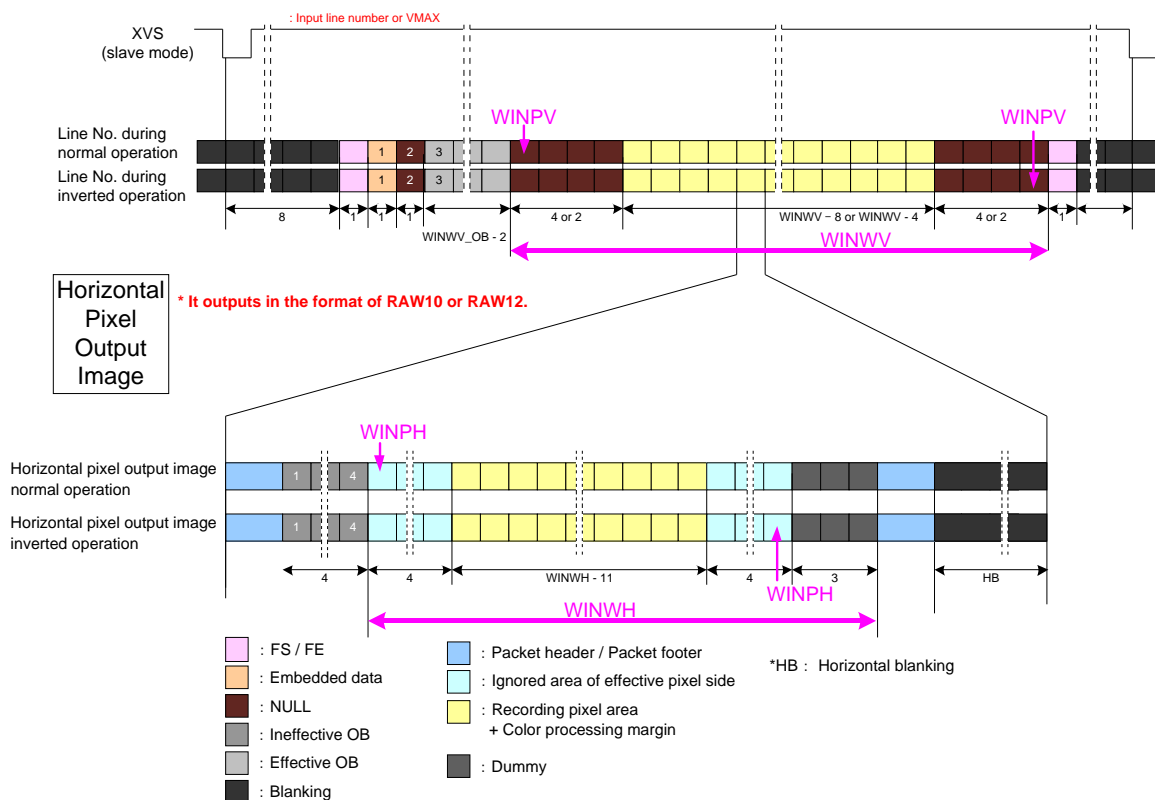 : Input line number or VMAX
XVS
(slave mode)
WINPV
WINPV
Line No. during
normal operation
1 2 3
Line No. during
inverted operation
1 2 3
8
1
1
1
WINWV_OB - 2
4 or 2
WINWV – 8 or WINWV - 4
4 or 2
1
WINWV
Horizontal
Pixel
Output
Image
* It outputs in the format of RAW10 or RAW12.
WINPH
Horizontal pixel output image
normal operation
1 4
Horizontal pixel output image
inverted operation
1 4
4
4
WINWH - 11
4
3
HB
WINPH
WINWH
: FS / FE
: Embedded data
: NULL
: Ineffective OB
: Effective OB
: Blanking
: Packet header / Packet footer
: Ignored area of effective pixel side
: Recording pixel area
+ Color processing margin
: Dummy
*HB : Horizontal blanking